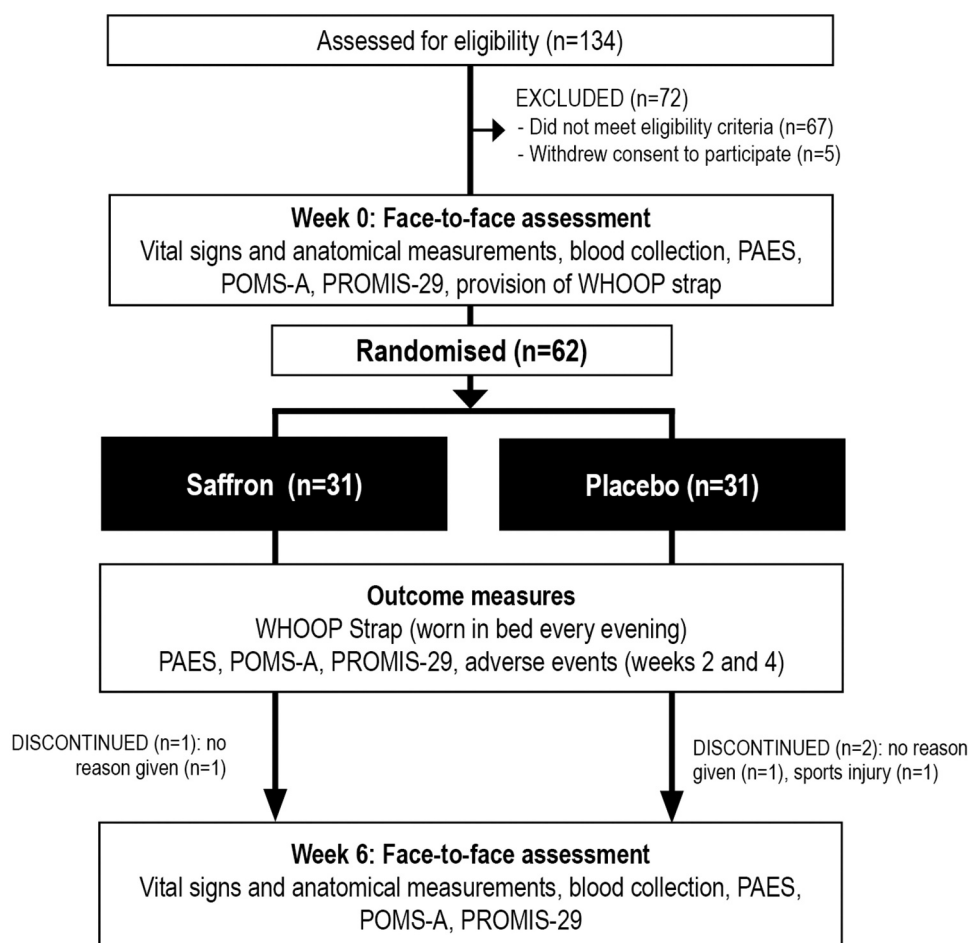 Assessed for eligibility (n=134)
EXCLUDED (n=72)
- Did not meet eligibility criteria (n=67)
- Withdrew consent to participate (n=5)
Week 0: Face-to-face assessment
Vital signs and anatomical measurements, blood collection, PAES,
POMS-A, PROMIS-29, provision of WHOOP strap
Randomised (n=62)
Saffron (n=31)
Placebo (n=31)
Outcome measures
WHOOP Strap (worn in bed every evening)
PAES, POMS-A, PROMIS-29, adverse events (weeks 2 and 4)
DISCONTINUED (n=1): no
reason given (n=1)
DISCONTINUED (n=2): no reason
given (n=1), sports injury (n=1)
Week 6: Face-to-face assessment
Vital signs and anatomical measurements, blood collection, PAES,
POMS-A, PROMIS-29